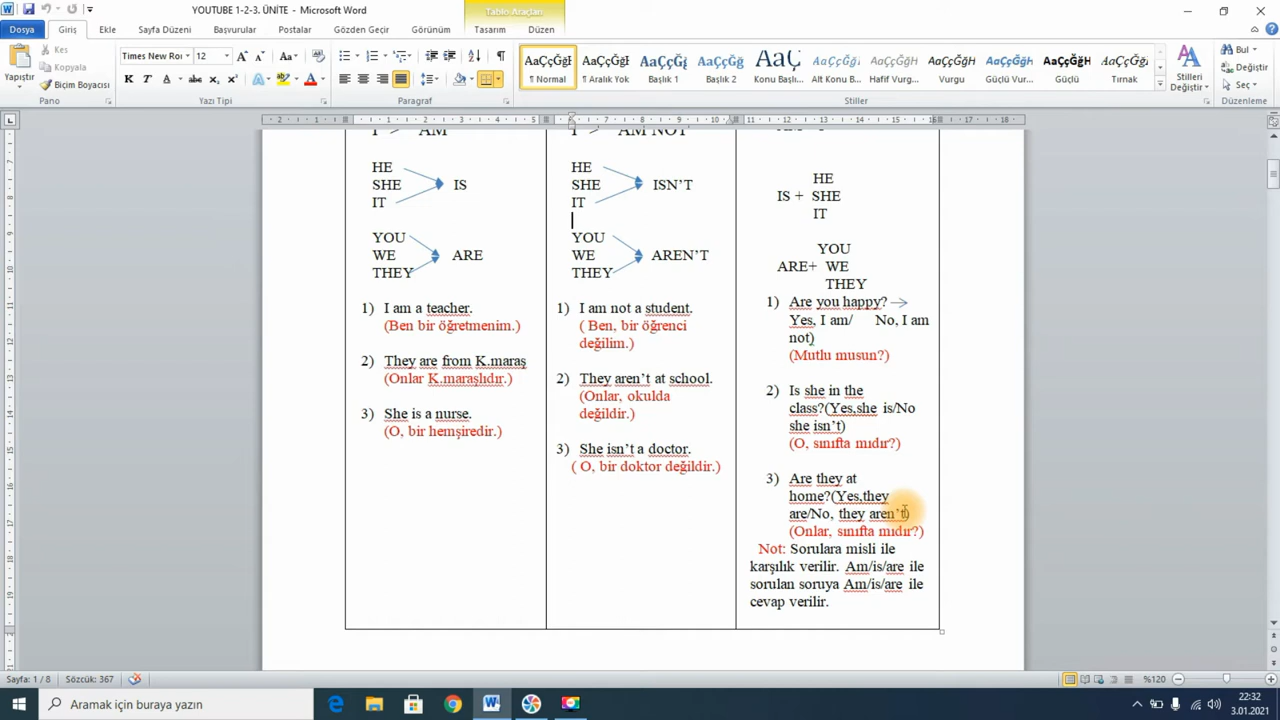 YOUTUBE 1-2-3. ÜNİTE - Microsoft Word
Tablo Araçları
Dosya Giriş Ekle Sayfa Düzeni Başvurular Postalar Gözden Geçir Görünüm Tasarım Düzen
Yapıştır
Kes
Kopyala
Biçim Boyacısı
Times New Ro 12
AaÇçĞğH AaÇçĞğH AaÇçĞğ AaÇçĞğ AaÇ AaÇçĞğH AaÇçĞğH AaÇçĞğH AaÇçĞğH AaÇçĞğH AaÇçĞğH
¶ Normal ¶ Aralık Yok Başlık 1 Başlık 2 Konu Başlı... Alt Konu B... Hafif Vurg... Vurgu Güçlü Vur... Güçlü Tırnak
Stilleri Değiştir
Bul
Değiştir
Seç
Pano Yazı Tipi Paragraf Stiller Düzenleme
I > AM
HE
SHE IS
IT
YOU
WE ARE
THEY
1) I am a teacher.
(Ben bir öğretmenim.)
2) They are from K.maraş
(Onlar K.maraşlıdır.)
3) She is a nurse.
(O, bir hemşiredir.)
I > AM NOT
HE
SHE ISN'T
IT
YOU
WE AREN'T
THEY
1) I am not a student.
( Ben, bir öğrenci
değilim.)
2) They aren't at school.
(Onlar, okulda
değildir.)
3) She isn't a doctor.
( O, bir doktor değildir.)
HE
IS + SHE
IT
YOU
ARE+ WE
THEY
1) Are you happy?
Yes, I am/ No, I am
not)
(Mutlu musun?)
2) Is she in the
class?(Yes,she is/No
she isn't)
(O, sınıfta mıdır?)
3) Are they at
home?(Yes,they
are/No, they aren't)
(Onlar, sınıfta mıdır?)
Not: Sorulara misli ile
karşılık verilir. Am/is/are ile
sorulan soruya Am/is/are ile
cevap verilir.
Sayfa: 1 / 8 Sözcük: 367 %120
Aramak için buraya yazın
22:32
3.01.2021